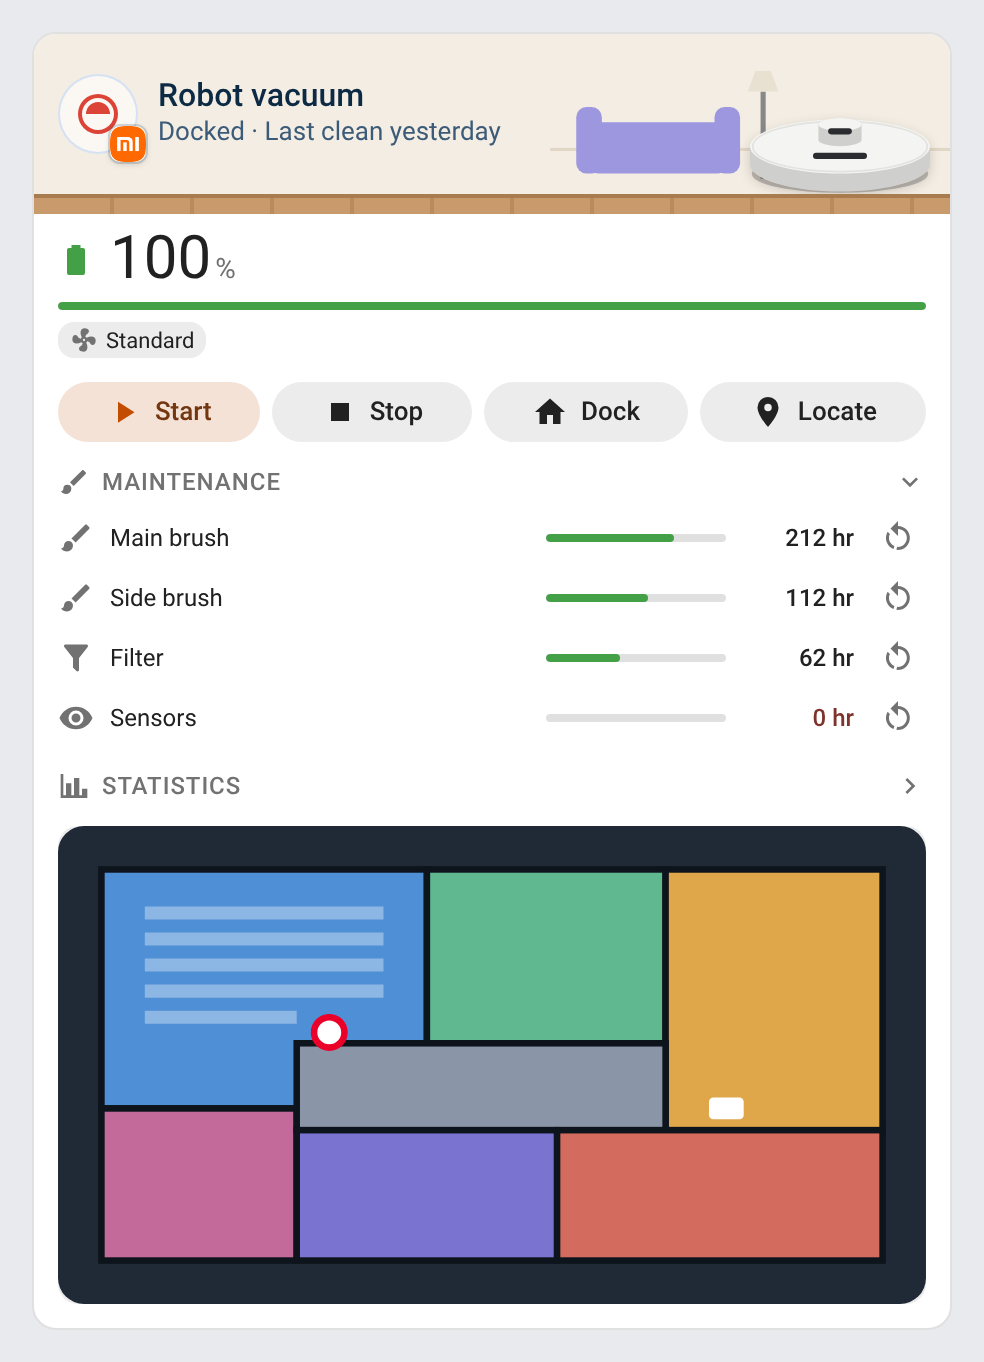 Robot vacuum
Docked · Last clean yesterday
mi
100 %
Standard
Start
Stop
Dock
Locate
MAINTENANCE
Main brush 212 hr
Side brush 112 hr
Filter 62 hr
Sensors 0 hr
STATISTICS